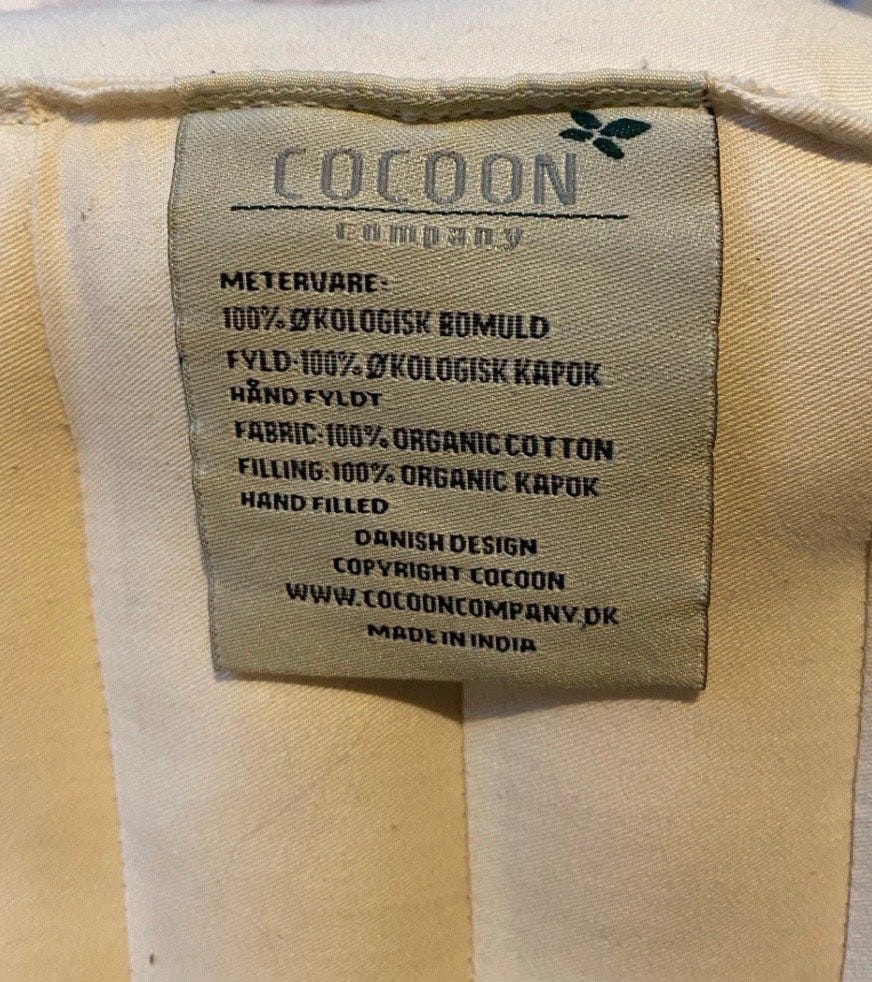 COCOON
company
METERVARE:
100% ØKOLOGISK BOMULD
FYLD:100% ØKOLOGISK KAPOK
HÅND FYLDT
FABRIC:100% ORGANIC COTTON
FILLING:100% ORGANIC KAPOK
HAND FILLED
DANISH DESIGN
COPYRIGHT COCOON
WWW.COCOONCOMPANY.DK
MADE IN INDIA